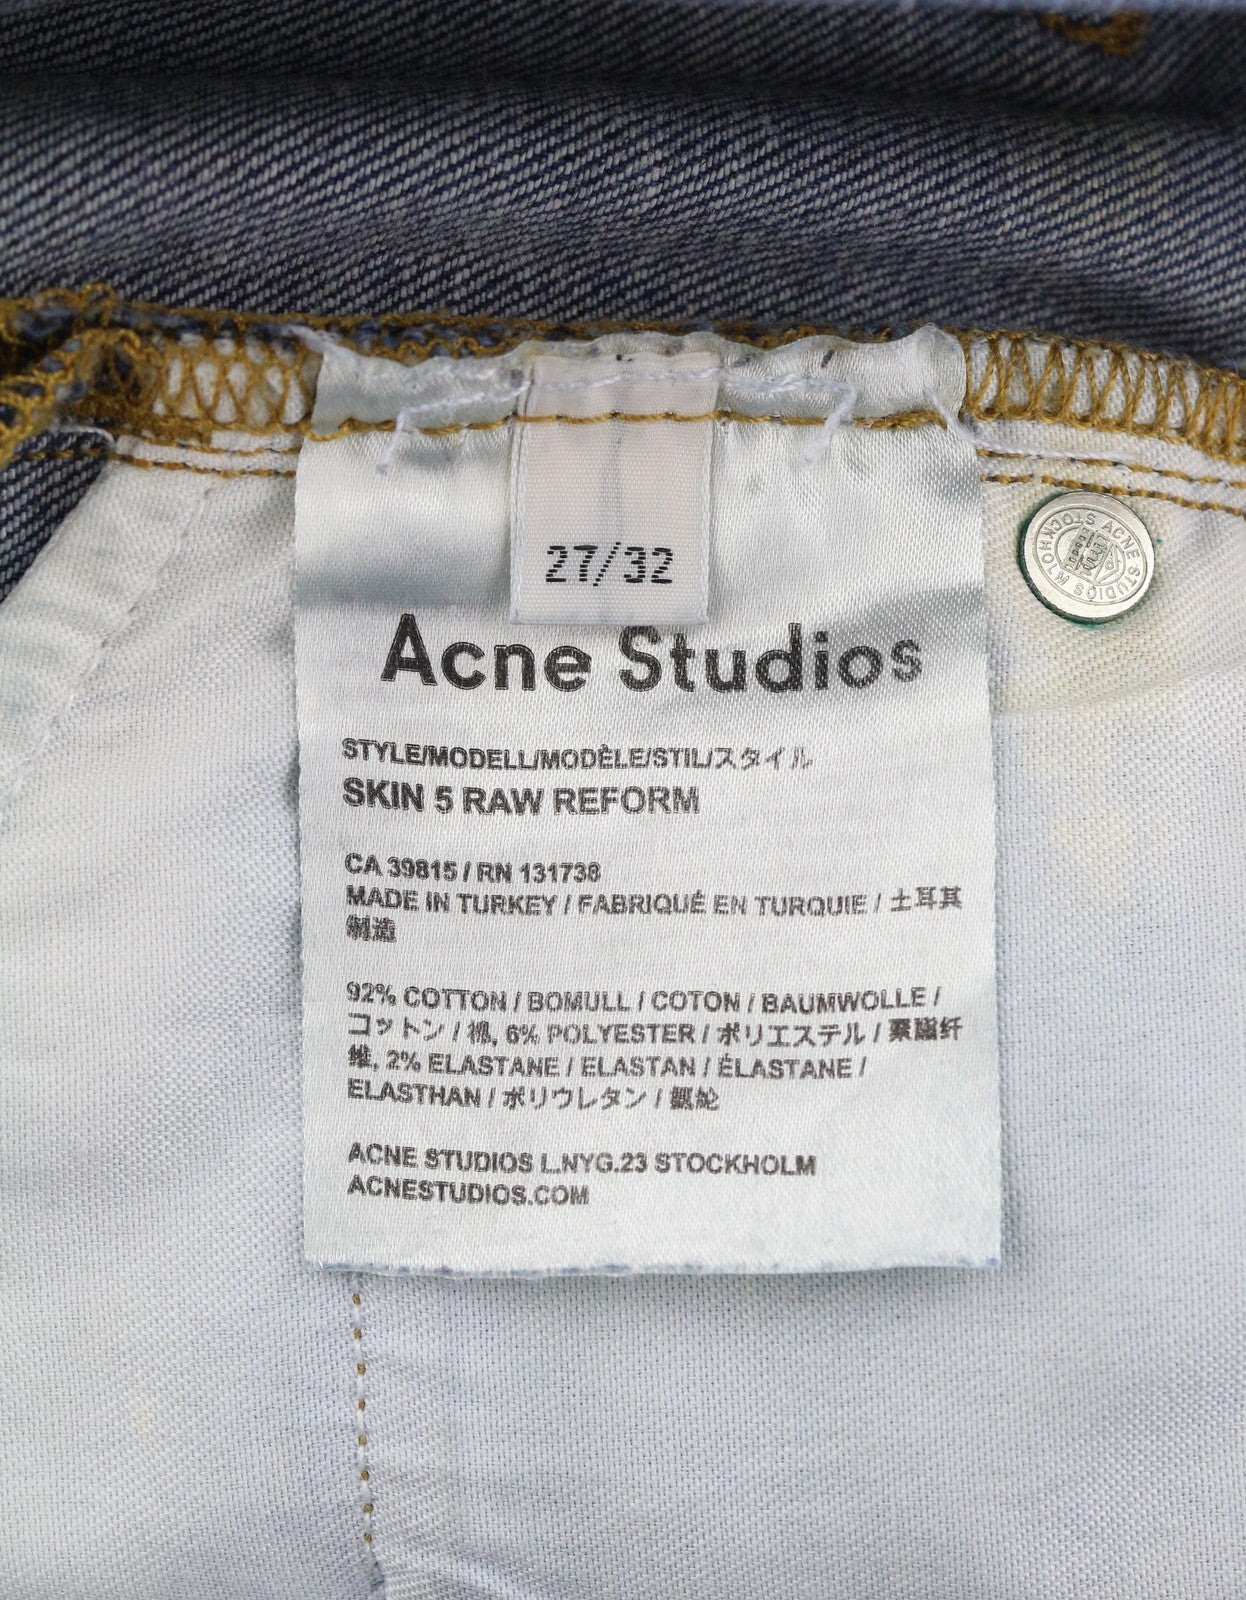 27/32
Acne Studios
STYLE/MODELL/MODÈLE/STIL/スタイル
SKIN 5 RAW REFORM
CA 39815 / RN 131738
MADE IN TURKEY / FABRIQUÉ EN TURQUIE / 土耳其
制造
92% COTTON / BOMULL / COTON / BAUMWOLLE /
コットン / 棉, 6% POLYESTER / ポリエステル / 聚酯纤
维, 2% ELASTANE / ELASTAN / ÉLASTANE /
ELASTHAN / ポリウレタン / 氨纶
ACNE STUDIOS L.NYG.23 STOCKHOLM
ACNESTUDIOS.COM
ACNE STUDIOS
STOCKHOLM